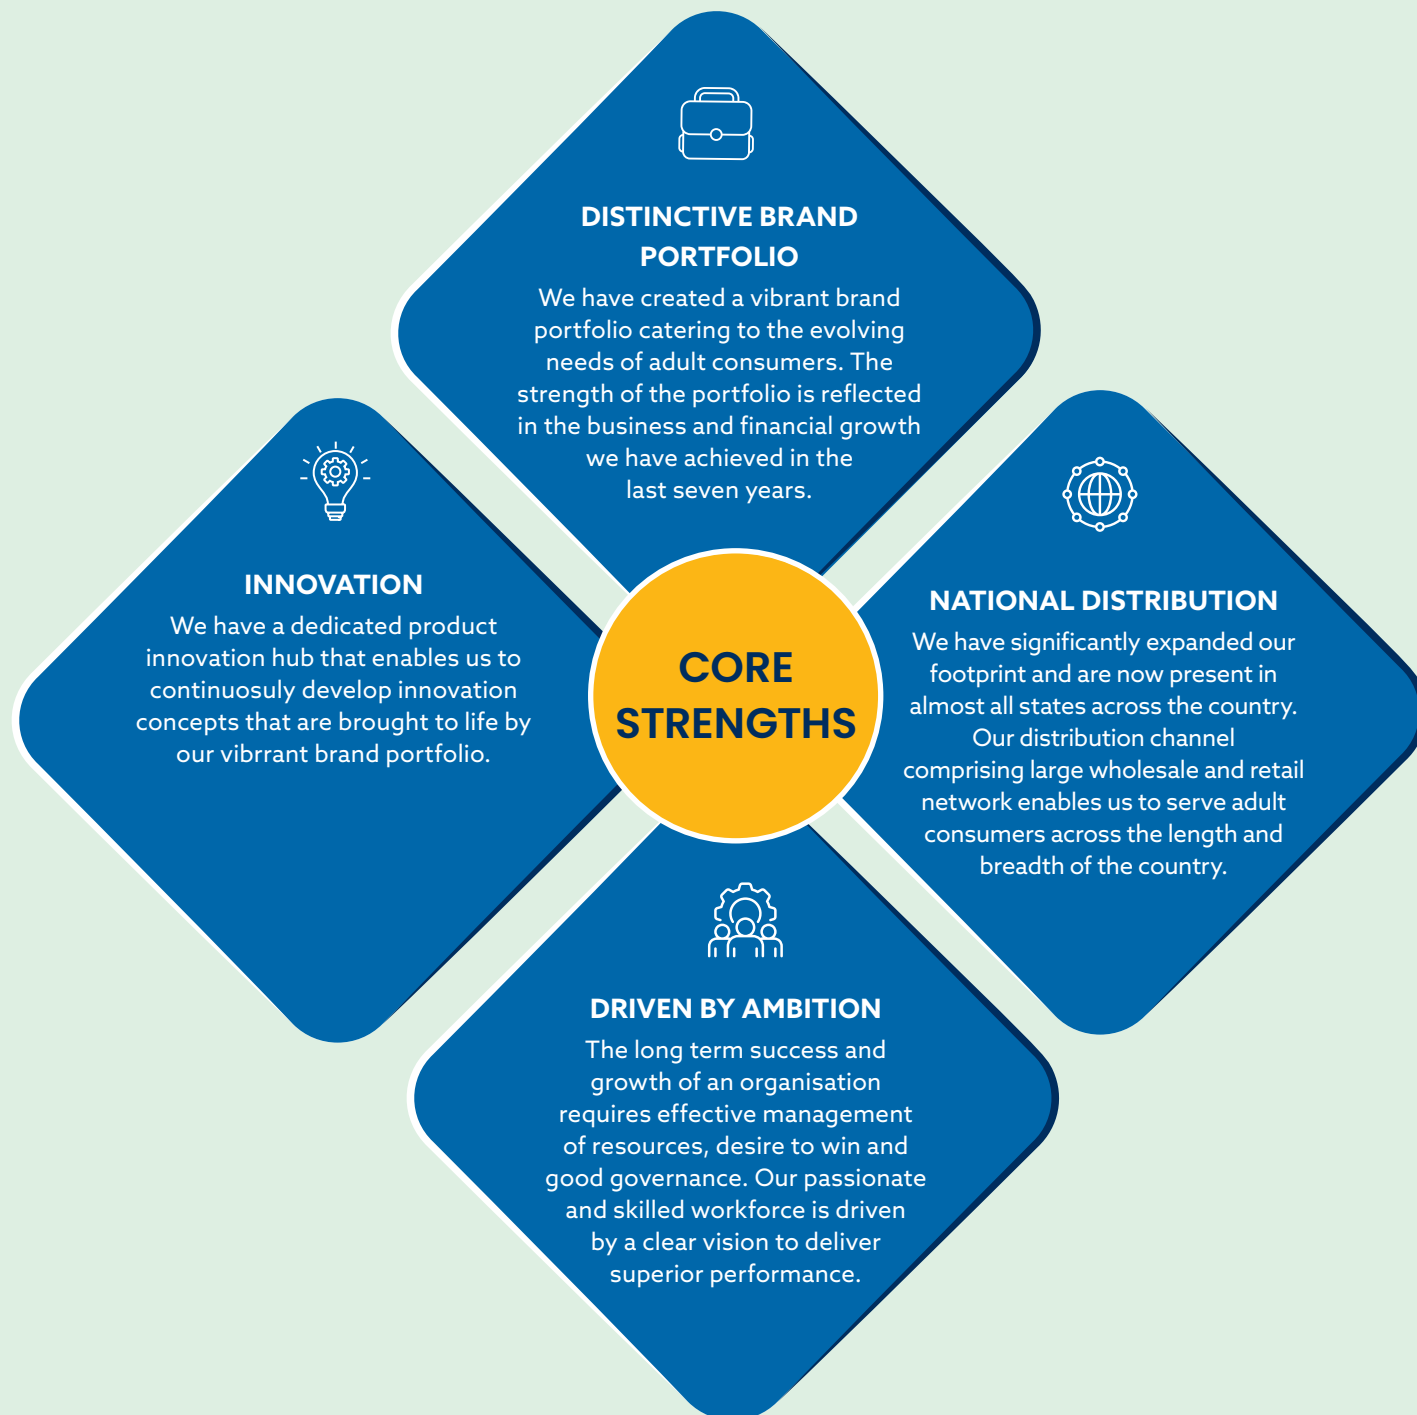 DISTINCTIVE BRAND
PORTFOLIO
We have created a vibrant brand
portfolio catering to the evolving
needs of adult consumers. The
strength of the portfolio is reflected
in the business and financial growth
we have achieved in the
last seven years.
INNOVATION
We have a dedicated product
innovation hub that enables us to
continuosuly develop innovation
concepts that are brought to life by
our vibrrant brand portfolio.
CORE
STRENGTHS
NATIONAL DISTRIBUTION
We have significantly expanded our
footprint and are now present in
almost all states across the country.
Our distribution channel
comprising large wholesale and retail
network enables us to serve adult
consumers across the length and
breadth of the country.
DRIVEN BY AMBITION
The long term success and
growth of an organisation
requires effective management
of resources, desire to win and
good governance. Our passionate
and skilled workforce is driven
by a clear vision to deliver
superior performance.